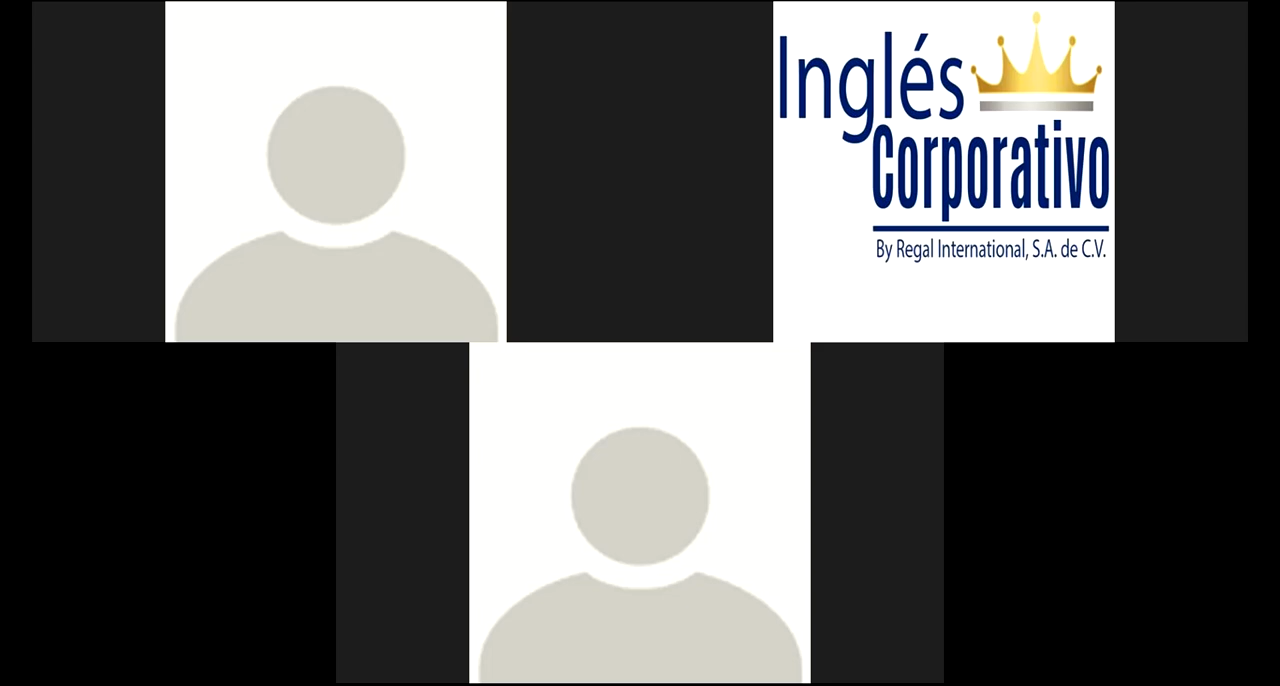 Inglés
Corporativo
By Regal International, S.A. de C.V.